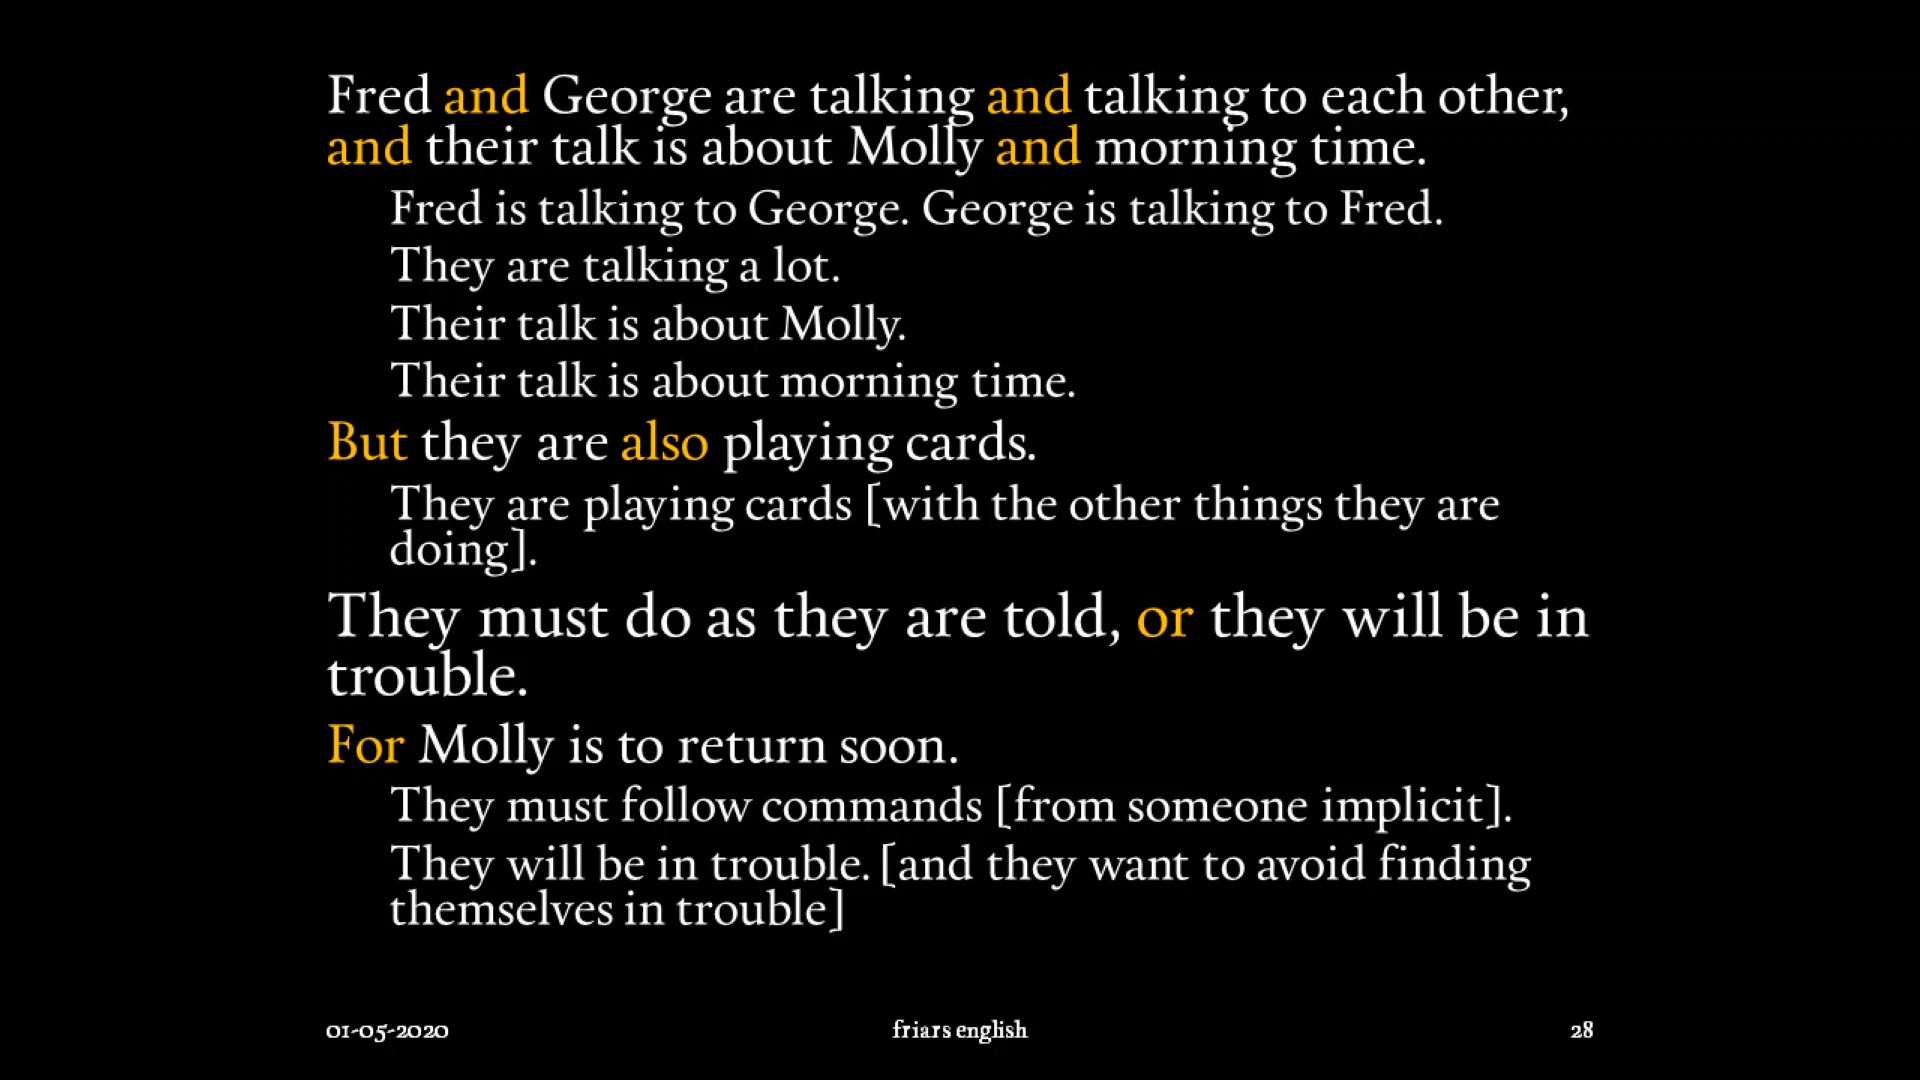 Fred and George are talking and talking to each other,
and their talk is about Molly and morning time.
Fred is talking to George. George is talking to Fred.
They are talking a lot.
Their talk is about Molly.
Their talk is about morning time.
But they are also playing cards.
They are playing cards [with the other things they are
doing].
They must do as they are told, or they will be in
trouble.
For Molly is to return soon.
They must follow commands [from someone implicit].
They will be in trouble. [and they want to avoid finding
themselves in trouble]
01-05-2020
friars english
28